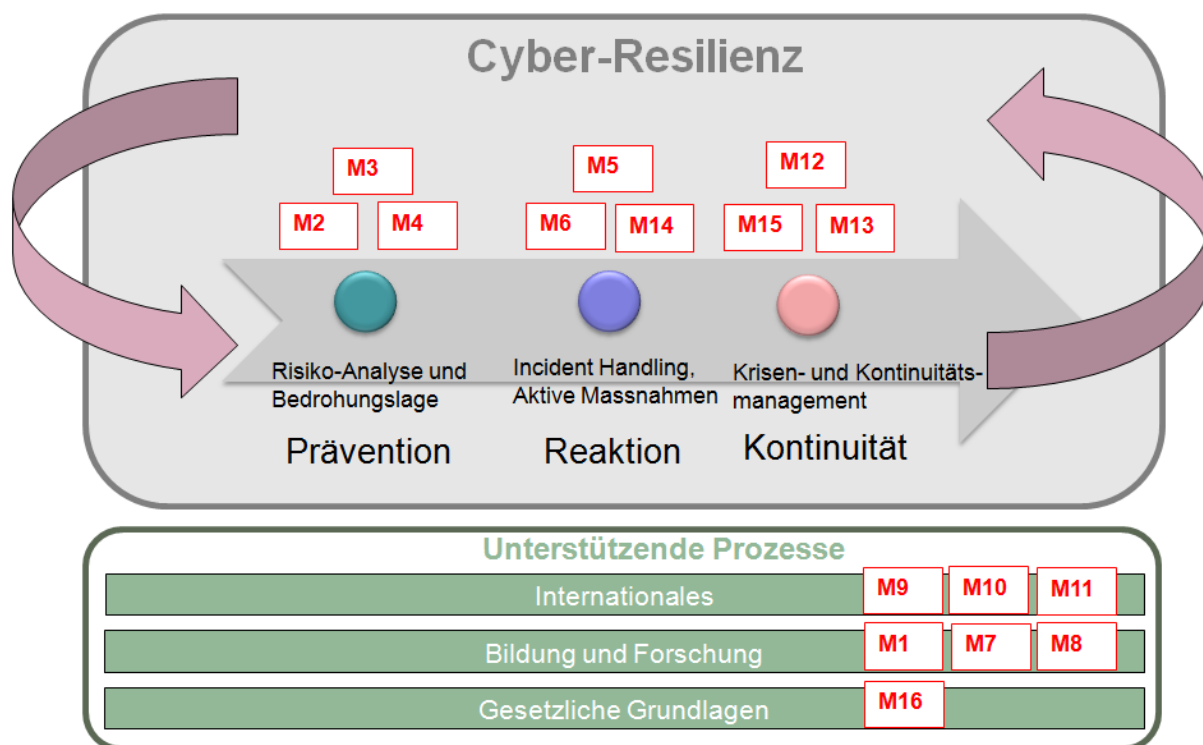 Cyber-Resilienz
M3
M5
M12
M2
M4
M6
M14
M15
M13
Risiko-Analyse und
Bedrohungslage
Incident Handling,
Aktive Massnahmen
Krisen- und Kontinuitäts-
management
Prävention
Reaktion
Kontinuität
Unterstützende Prozesse
Internationales
M9
M10
M11
Bildung und Forschung
M1
M7
M8
Gesetzliche Grundlagen
M16